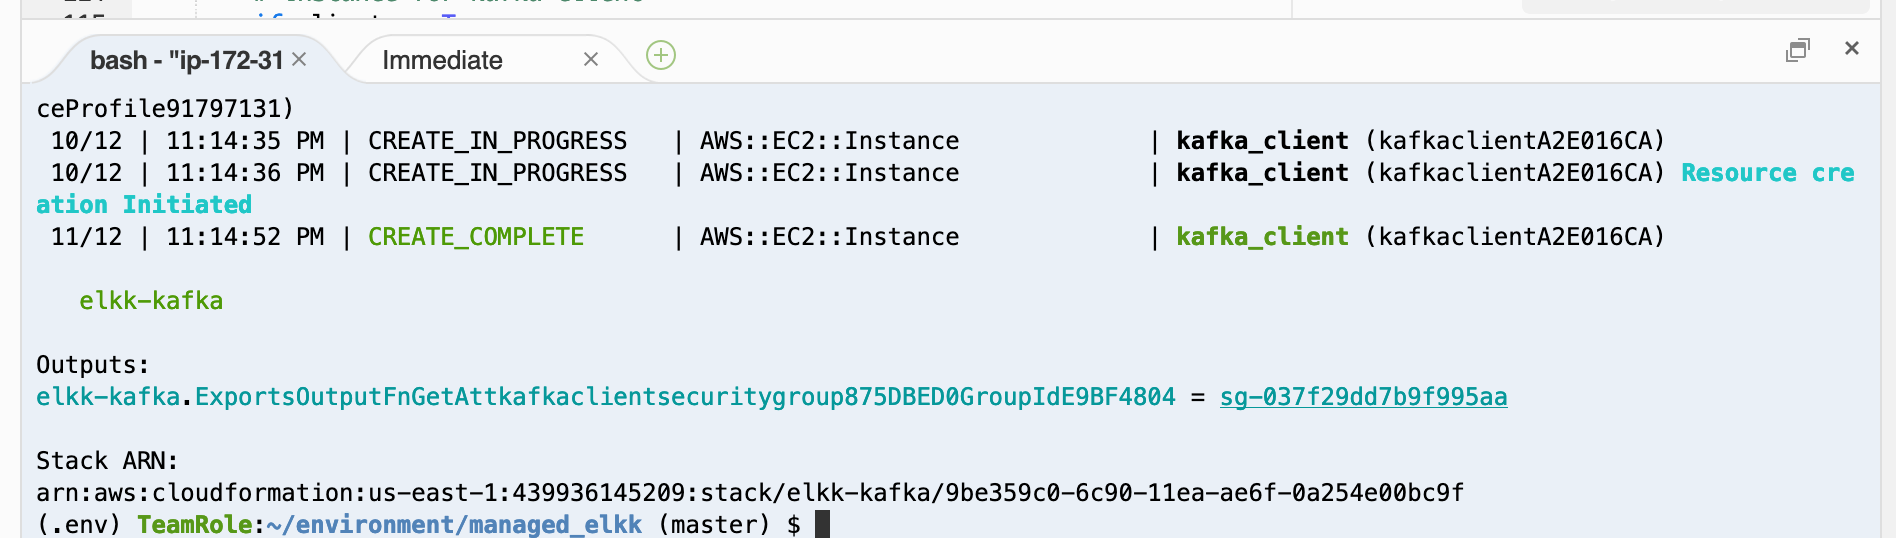 bash - "ip-172-31 ×
Immediate ×
ceProfile91797131)
10/12 | 11:14:35 PM | CREATE_IN_PROGRESS | AWS::EC2::Instance | kafka_client (kafkaclientA2E016CA)
10/12 | 11:14:36 PM | CREATE_IN_PROGRESS | AWS::EC2::Instance | kafka_client (kafkaclientA2E016CA) Resource cre
ation Initiated
11/12 | 11:14:52 PM | CREATE_COMPLETE | AWS::EC2::Instance | kafka_client (kafkaclientA2E016CA)
elkk-kafka
Outputs:
elkk-kafka.ExportsOutputFnGetAttkafkaclientsecuritygroup875DBED0GroupIdE9BF4804 = sg-037f29dd7b9f995aa
Stack ARN:
arn:aws:cloudformation:us-east-1:439936145209:stack/elkk-kafka/9be359c0-6c90-11ea-ae6f-0a254e00bc9f
(.env) TeamRole:~/environment/managed_elkk (master) $